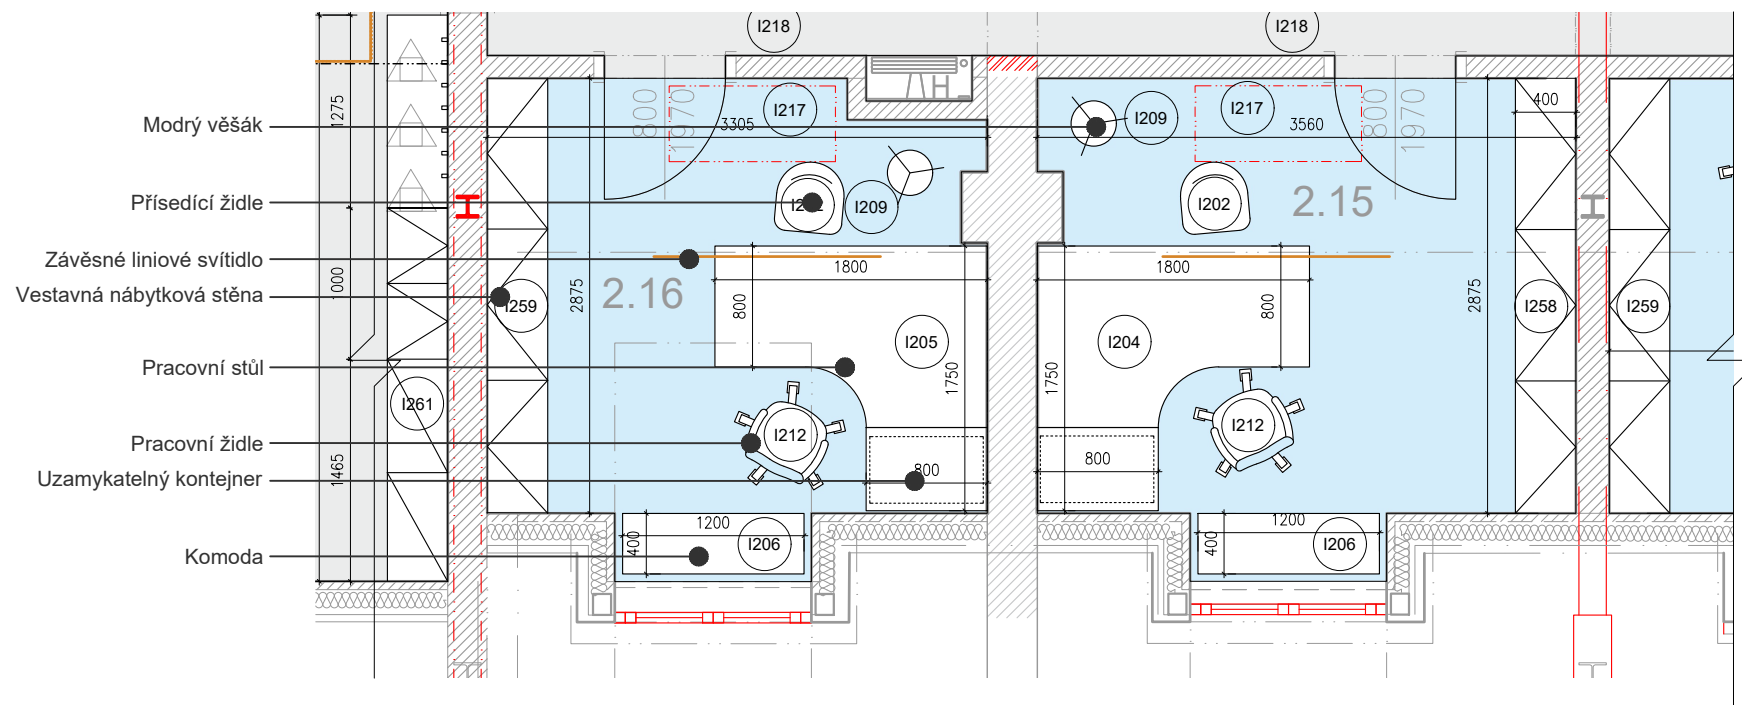 I218
I218
1275
800
1970
I217
3305
I209
I217
3560
800
1970
400
Modrý věšák
H
Přísedící židle
I209
I202
2.15
H
H
Závěsné liniové svítidlo
1800
1800
Vestavná nábytková stěna
1000
I259
2875
2.16
800
800
2875
I258
I259
I205
I204
Pracovní stůl
1750
1750
I261
Pracovní židle
I212
I212
1465
Uzamykatelný kontejner
800
800
1200
1200
Komoda
400
I206
400
I206